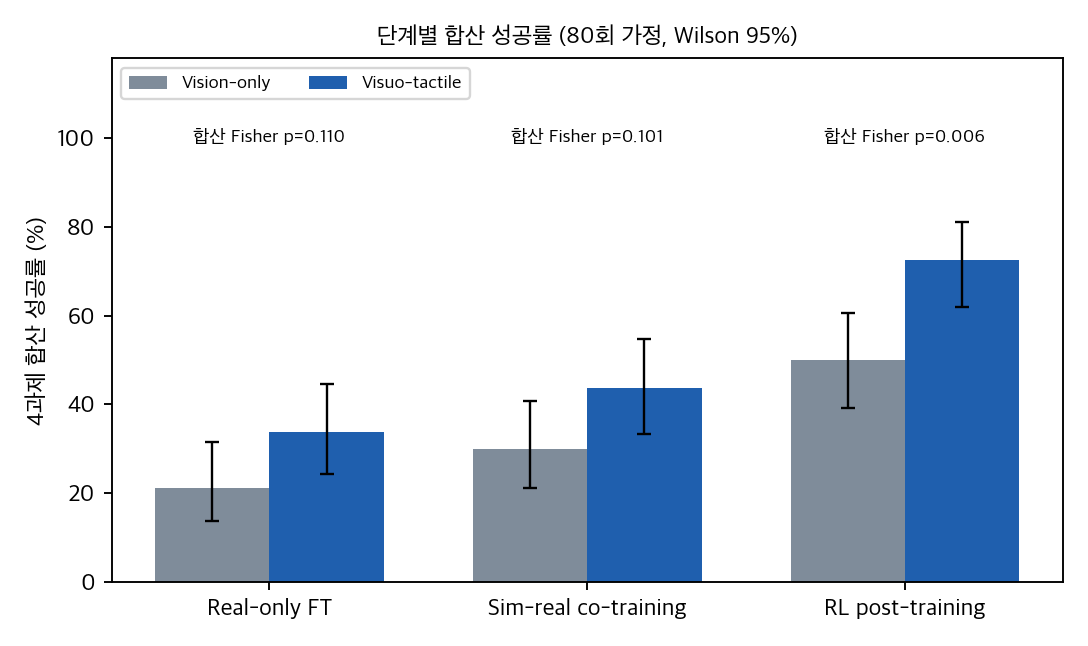 단계별 합산 성공률 (80회 가정, Wilson 95%)
Vision-only
Visuo-tactile
합산 Fisher p=0.110
합산 Fisher p=0.101
합산 Fisher p=0.006
4과제 합산 성공률 (%)
100
80
60
40
20
0
Real-only FT
Sim-real co-training
RL post-training